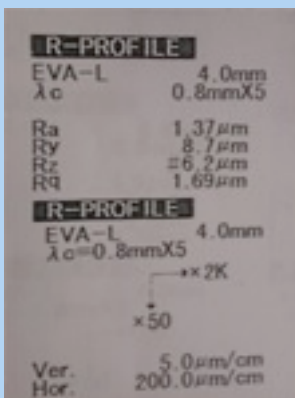 R-PROFILE
EVA-L 4.0mm
λc 0.8mmX5
Ra 1.37μm
Ry 8.7μm
Rz =6.2μm
Rq 1.69μm
R-PROFILE
EVA-L 4.0mm
λc=0.8mmX5
×2K
×50
Ver. 5.0μm/cm
Hor. 200.0μm/cm